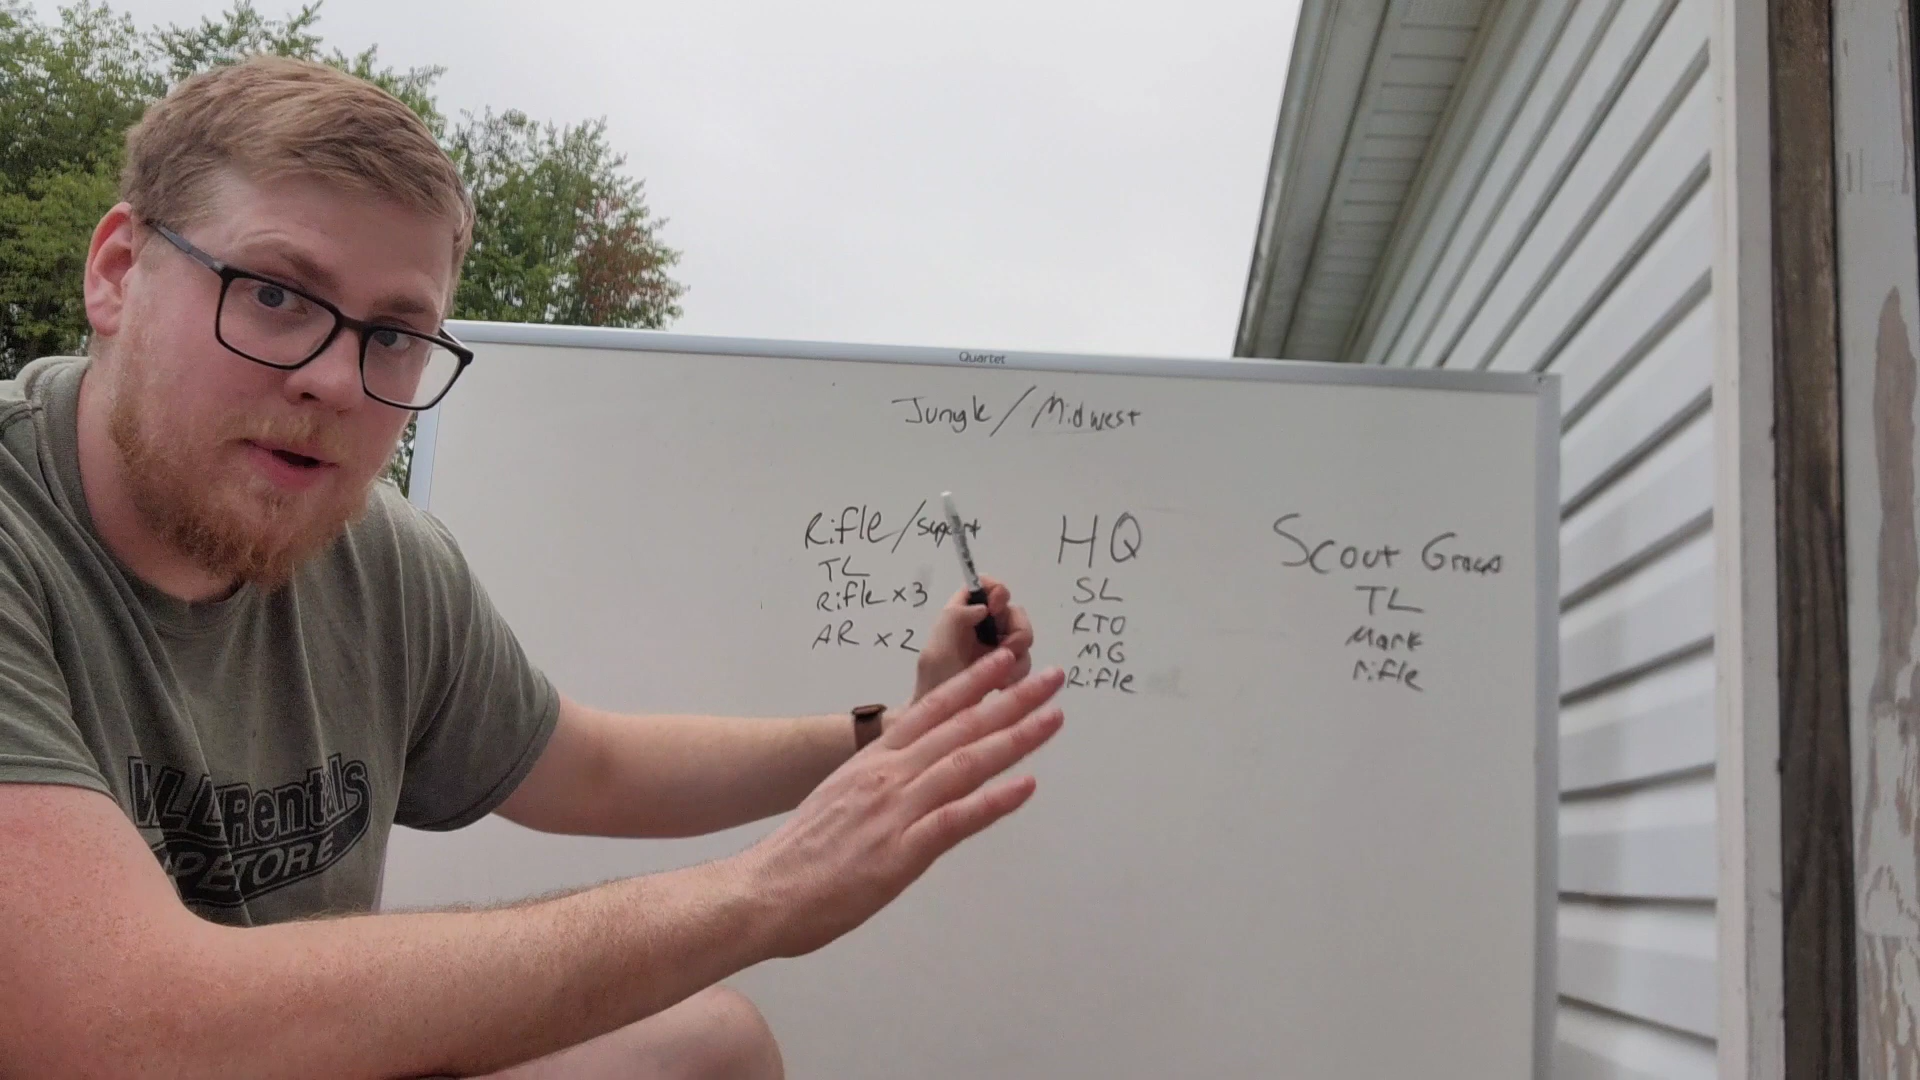 Quartet
Jungle/Midwest
Rifle/Support
TL
Rifle x3
AR x2
HQ
SL
RTO
MG
Rifle
Scout Group
TL
Mark
rifle
Rentals